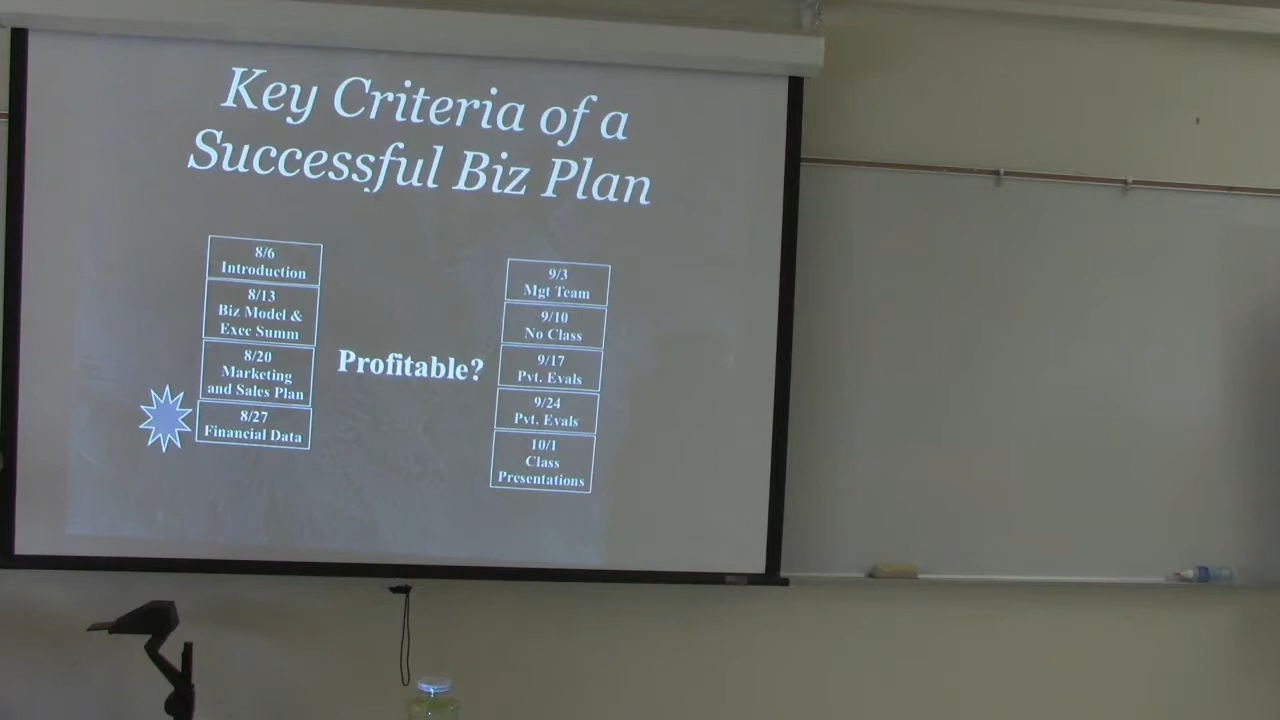 Key Criteria of a
Successful Biz Plan
8/6
Introduction
8/13
Biz Model &
Exec Summ
8/20
Marketing
and Sales Plan
8/27
Financial Data
Profitable?
9/3
Mgt Team
9/10
No Class
9/17
Pvt. Evals
9/24
Pvt. Evals
10/1
Class
Presentations